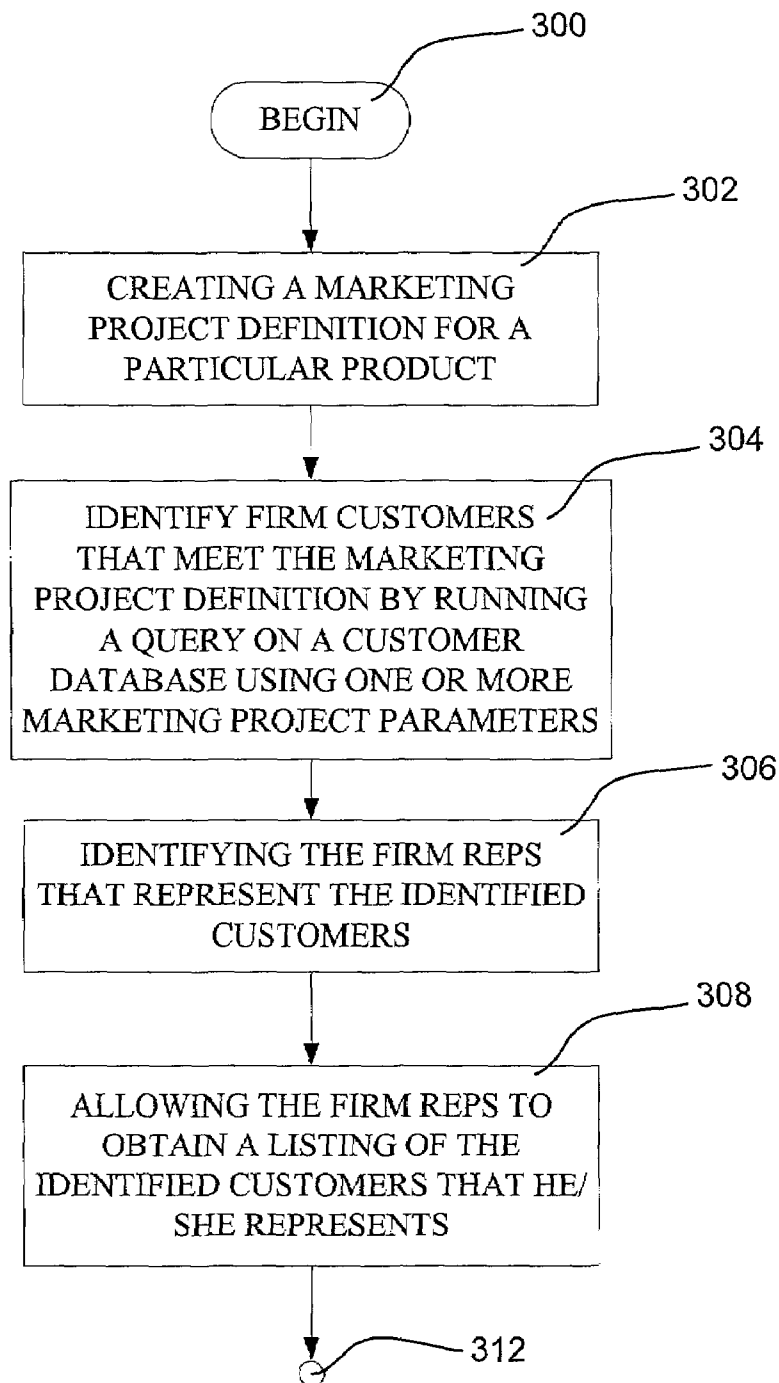 300
BEGIN
302
CREATING A MARKETING
PROJECT DEFINITION FOR A
PARTICULAR PRODUCT
304
IDENTIFY FIRM CUSTOMERS
THAT MEET THE MARKETING
PROJECT DEFINITION BY RUNNING
A QUERY ON A CUSTOMER
DATABASE USING ONE OR MORE
MARKETING PROJECT PARAMETERS
306
IDENTIFYING THE FIRM REPS
THAT REPRESENT THE IDENTIFIED
CUSTOMERS
308
ALLOWING THE FIRM REPS TO
OBTAIN A LISTING OF THE
IDENTIFIED CUSTOMERS THAT HE/
SHE REPRESENTS
312